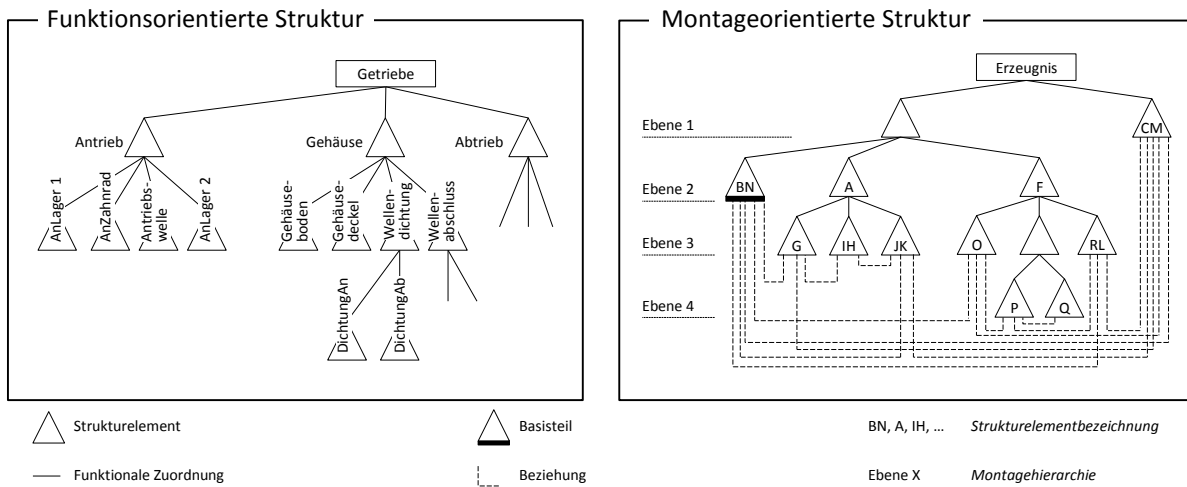 Funktionsorientierte Struktur
Getriebe
Antrieb
Gehäuse
Abtrieb
AnLager 1
AnZahnrad
Antriebs-
welle
AnLager 2
Gehäuse-
boden
Gehäuse-
deckel
Wellen-
dichtung
Wellen-
abschluss
DichtungAn
DichtungAb
Montageorientierte Struktur
Erzeugnis
Ebene 1
CM
Ebene 2
BN
A
F
Ebene 3
G
IH
JK
O
RL
Ebene 4
P
Q
Strukturelement
Basisteil
BN, A, IH, … Strukturelementbezeichnung
Funktionale Zuordnung
Beziehung
Ebene X Montagehierarchie